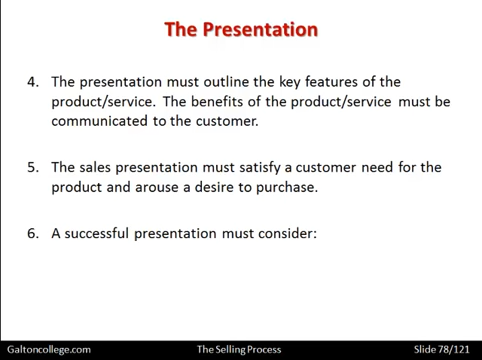 The Presentation
4. The presentation must outline the key features of the
product/service. The benefits of the product/service must be
communicated to the customer.
5. The sales presentation must satisfy a customer need for the
product and arouse a desire to purchase.
6. A successful presentation must consider:
Galtoncollege.com The Selling Process Slide 78/121